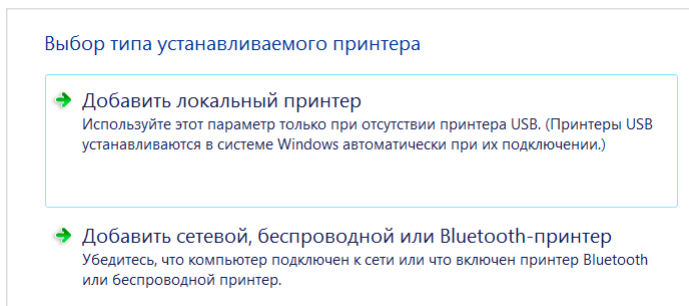 Выбор типа устанавливаемого принтера
Добавить локальный принтер
Используйте этот параметр только при отсутствии принтера USB. (Принтеры USB
устанавливаются в системе Windows автоматически при их подключении.)
Добавить сетевой, беспроводной или Bluetooth-принтер
Убедитесь, что компьютер подключен к сети или что включен принтер Bluetooth
или беспроводной принтер.